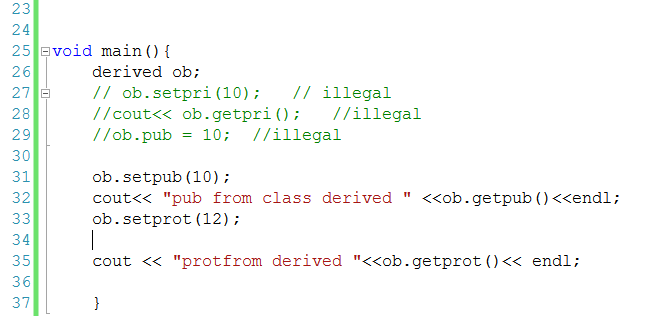 23
24
25 void main(){
26 derived ob;
27 // ob.setpri(10); // illegal
28 //cout<< ob.getpri(); //illegal
29 //ob.pub = 10; //illegal
30
31 ob.setpub(10);
32 cout<< "pub from class derived " <<ob.getpub()<<endl;
33 ob.setprot(12);
34
35 cout << "protfrom derived "<<ob.getprot()<< endl;
36
37 }